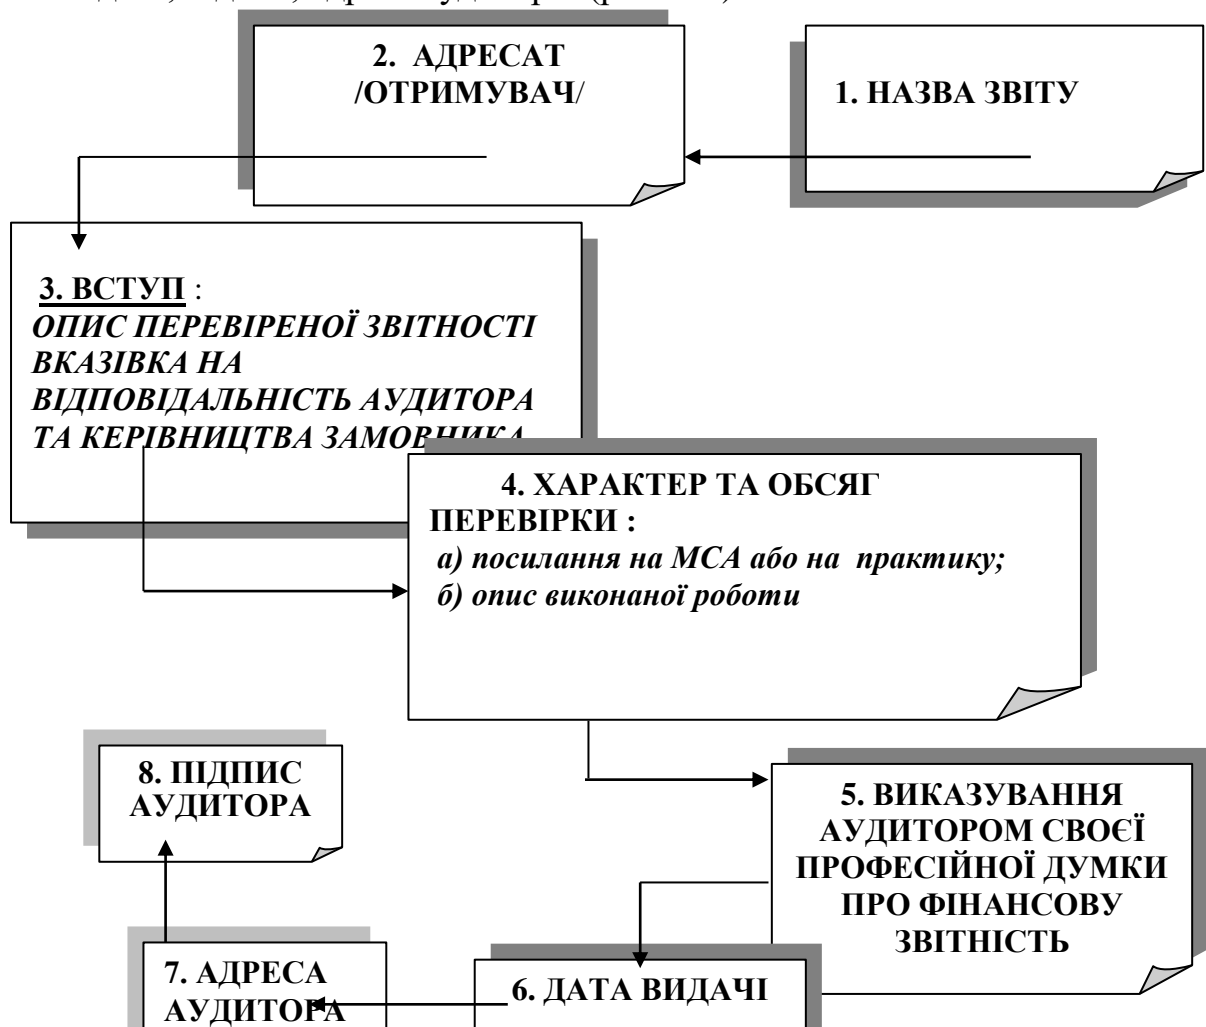 2. АДРЕСАТ
/ОТРИМУВАЧ/
1. НАЗВА ЗВІТУ
3. ВСТУП :
ОПИС ПЕРЕВІРЕНОЇ ЗВІТНОСТІ
ВКАЗІВКА НА
ВІДПОВІДАЛЬНІСТЬ АУДИТОРА
ТА КЕРІВНИЦТВА ЗАМОВНИКА
4. ХАРАКТЕР ТА ОБСЯГ
ПЕРЕВІРКИ :
а) посилання на МСА або на практику;
б) опис виконаної роботи
5. ВИКАЗУВАННЯ
АУДИТОРОМ СВОЄЇ
ПРОФЕСІЙНОЇ ДУМКИ
ПРО ФІНАНСОВУ
ЗВІТНІСТЬ
6. ДАТА ВИДАЧІ
7. АДРЕСА
АУДИТОРА
8. ПІДПИС
АУДИТОРА